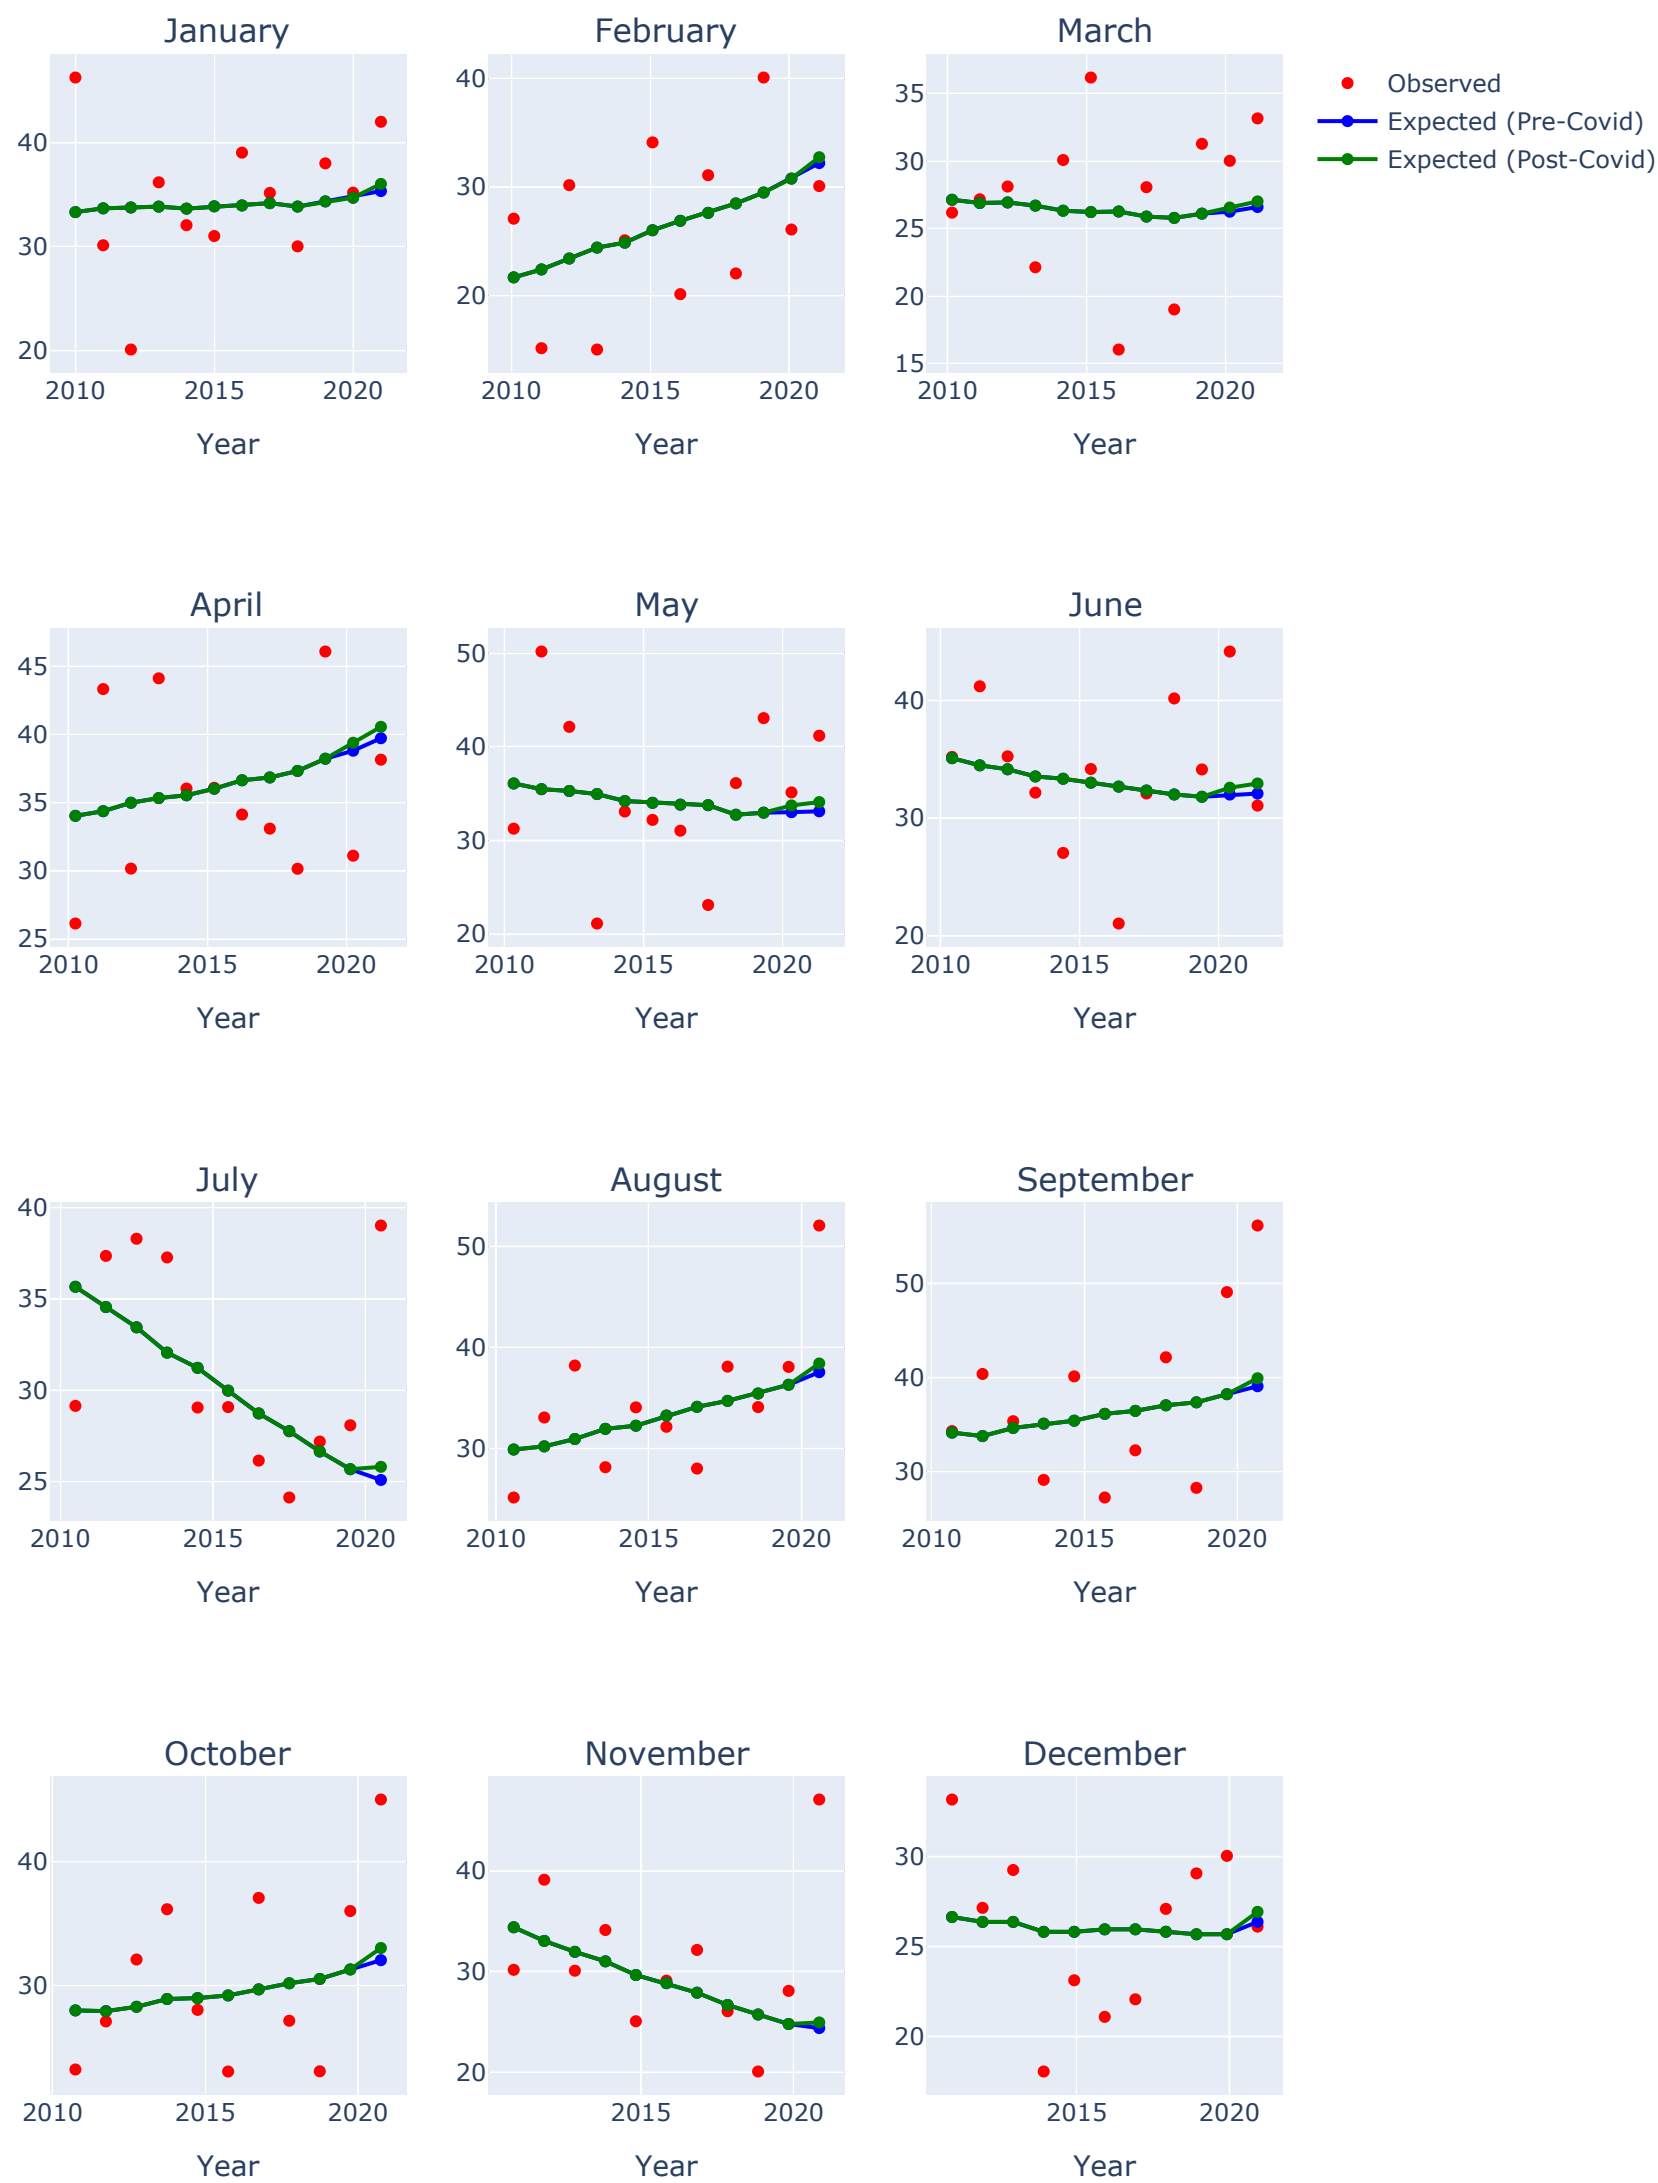 January
February
March
Observed
Expected (Pre-Covid)
Expected (Post-Covid)
40
30
20
2010 2015 2020
Year
40
30
20
2010 2015 2020
Year
35
30
25
20
15
2010 2015 2020
Year
April
May
June
45
40
35
30
25
2010 2015 2020
Year
50
40
30
20
2010 2015 2020
Year
40
30
20
2010 2015 2020
Year
July
August
September
40
35
30
25
2010 2015 2020
Year
50
40
30
2010 2015 2020
Year
50
40
30
2010 2015 2020
Year
October
November
December
40
30
2010 2015 2020
Year
40
30
20
2015 2020
Year
30
25
20
2015 2020
Year